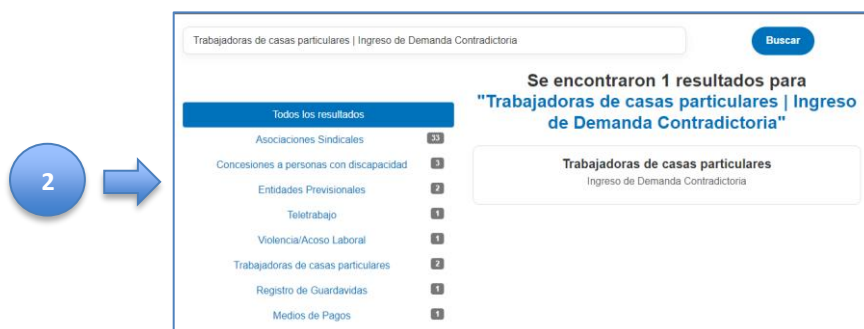 Trabajadoras de casas particulares | Ingreso de Demanda Contradictoria
Buscar
Se encontraron 1 resultados para
"Trabajadoras de casas particulares | Ingreso
de Demanda Contradictoria"
Todos los resultados
Asociaciones Sindicales 33
Concesiones a personas con discapacidad 3
Entidades Previsionales 2
Teletrabajo 1
Violencia/Acoso Laboral 1
Trabajadoras de casas particulares 2
Registro de Guardavidas 1
Medios de Pagos 1
Trabajadoras de casas particulares
Ingreso de Demanda Contradictoria
2